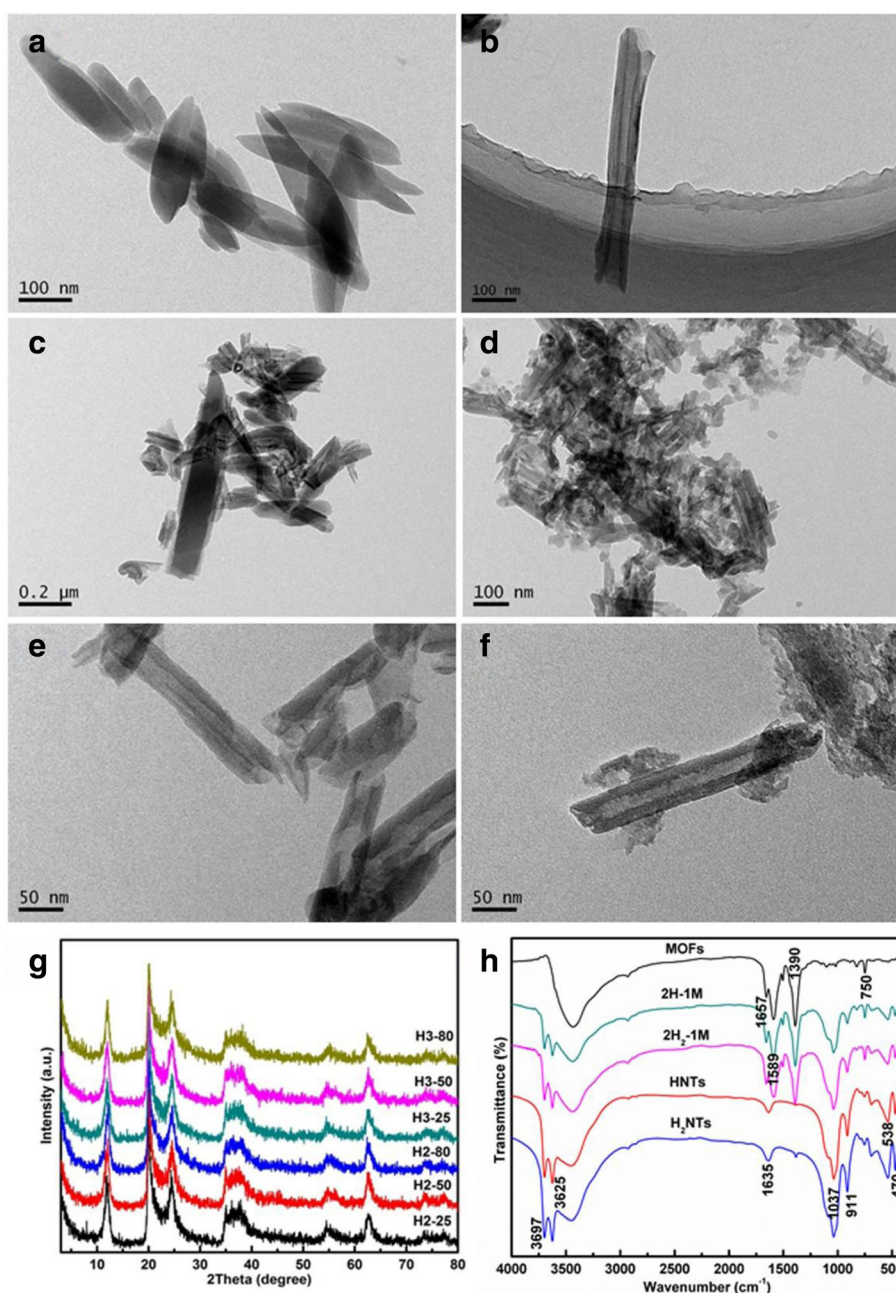 a
100 nm
b
100 nm
c
0.2 µm
d
100 nm
e
50 nm
f
50 nm
g
Intensity (a.u.)
H3-80
H3-50
H3-25
H2-80
H2-50
H2-25
10 20 30 40 50 60 70 80
2Theta (degree)
h
Transmittance (%)
MOFs
1390
750
2H-1M
1657
2H₂-1M
1589
HNTs
538
H₂NTs
3697
3625
1635
1037
911
4000 3500 3000 2500 2000 1500 1000
Wavenumber (cm⁻¹)